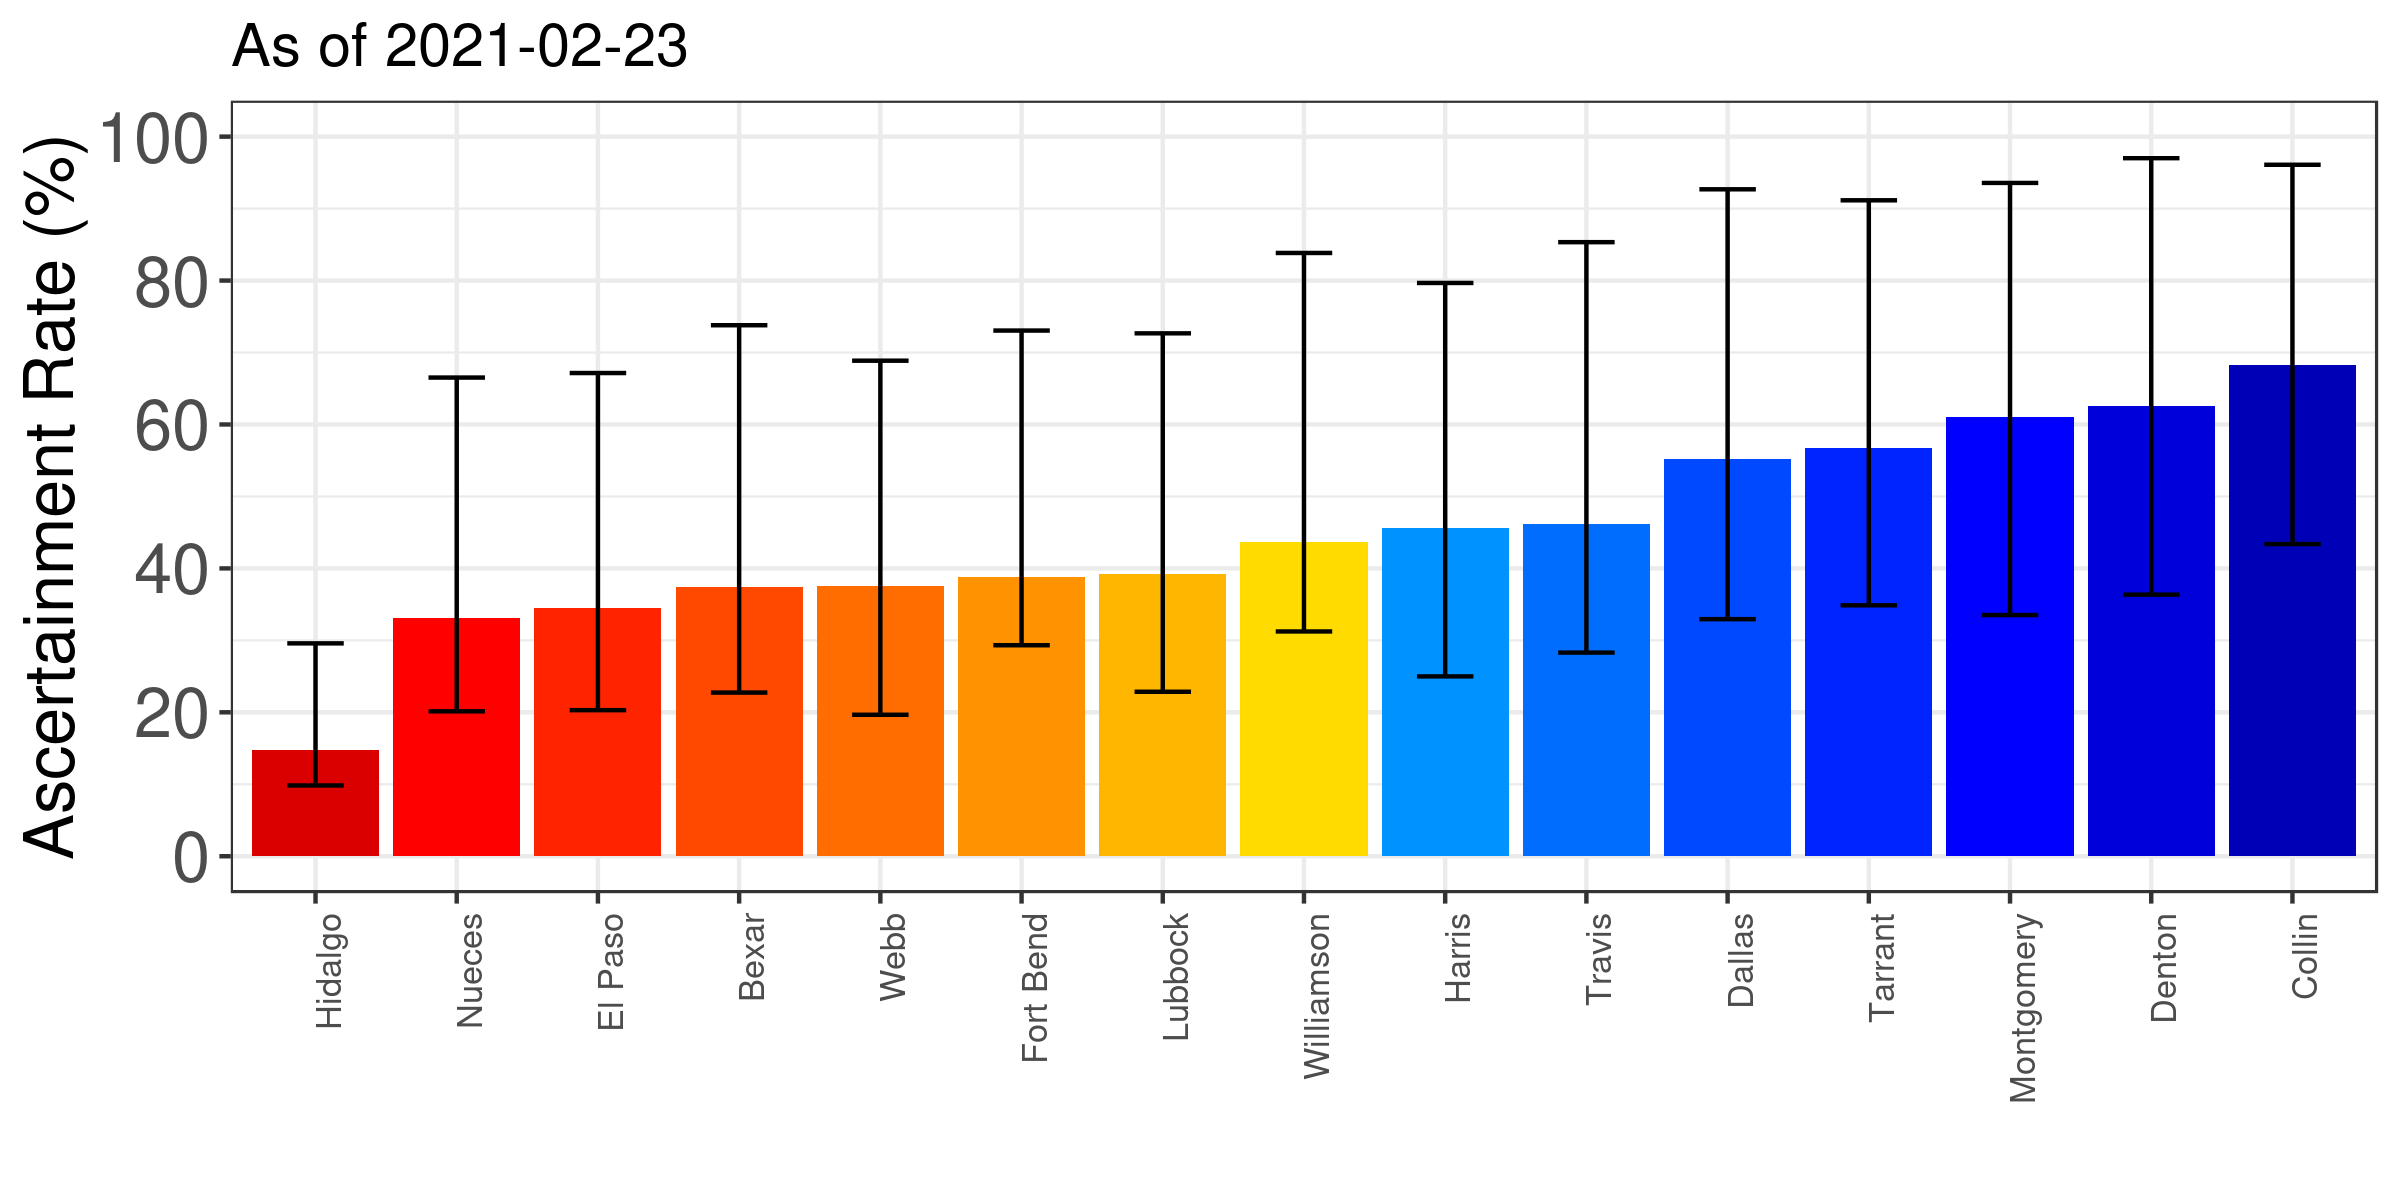 As of 2021-02-23
Ascertainment Rate (%)
100
80
60
40
20
0
Hidalgo
Nueces
El Paso
Bexar
Webb
Fort Bend
Lubbock
Williamson
Harris
Travis
Dallas
Tarrant
Montgomery
Denton
Collin